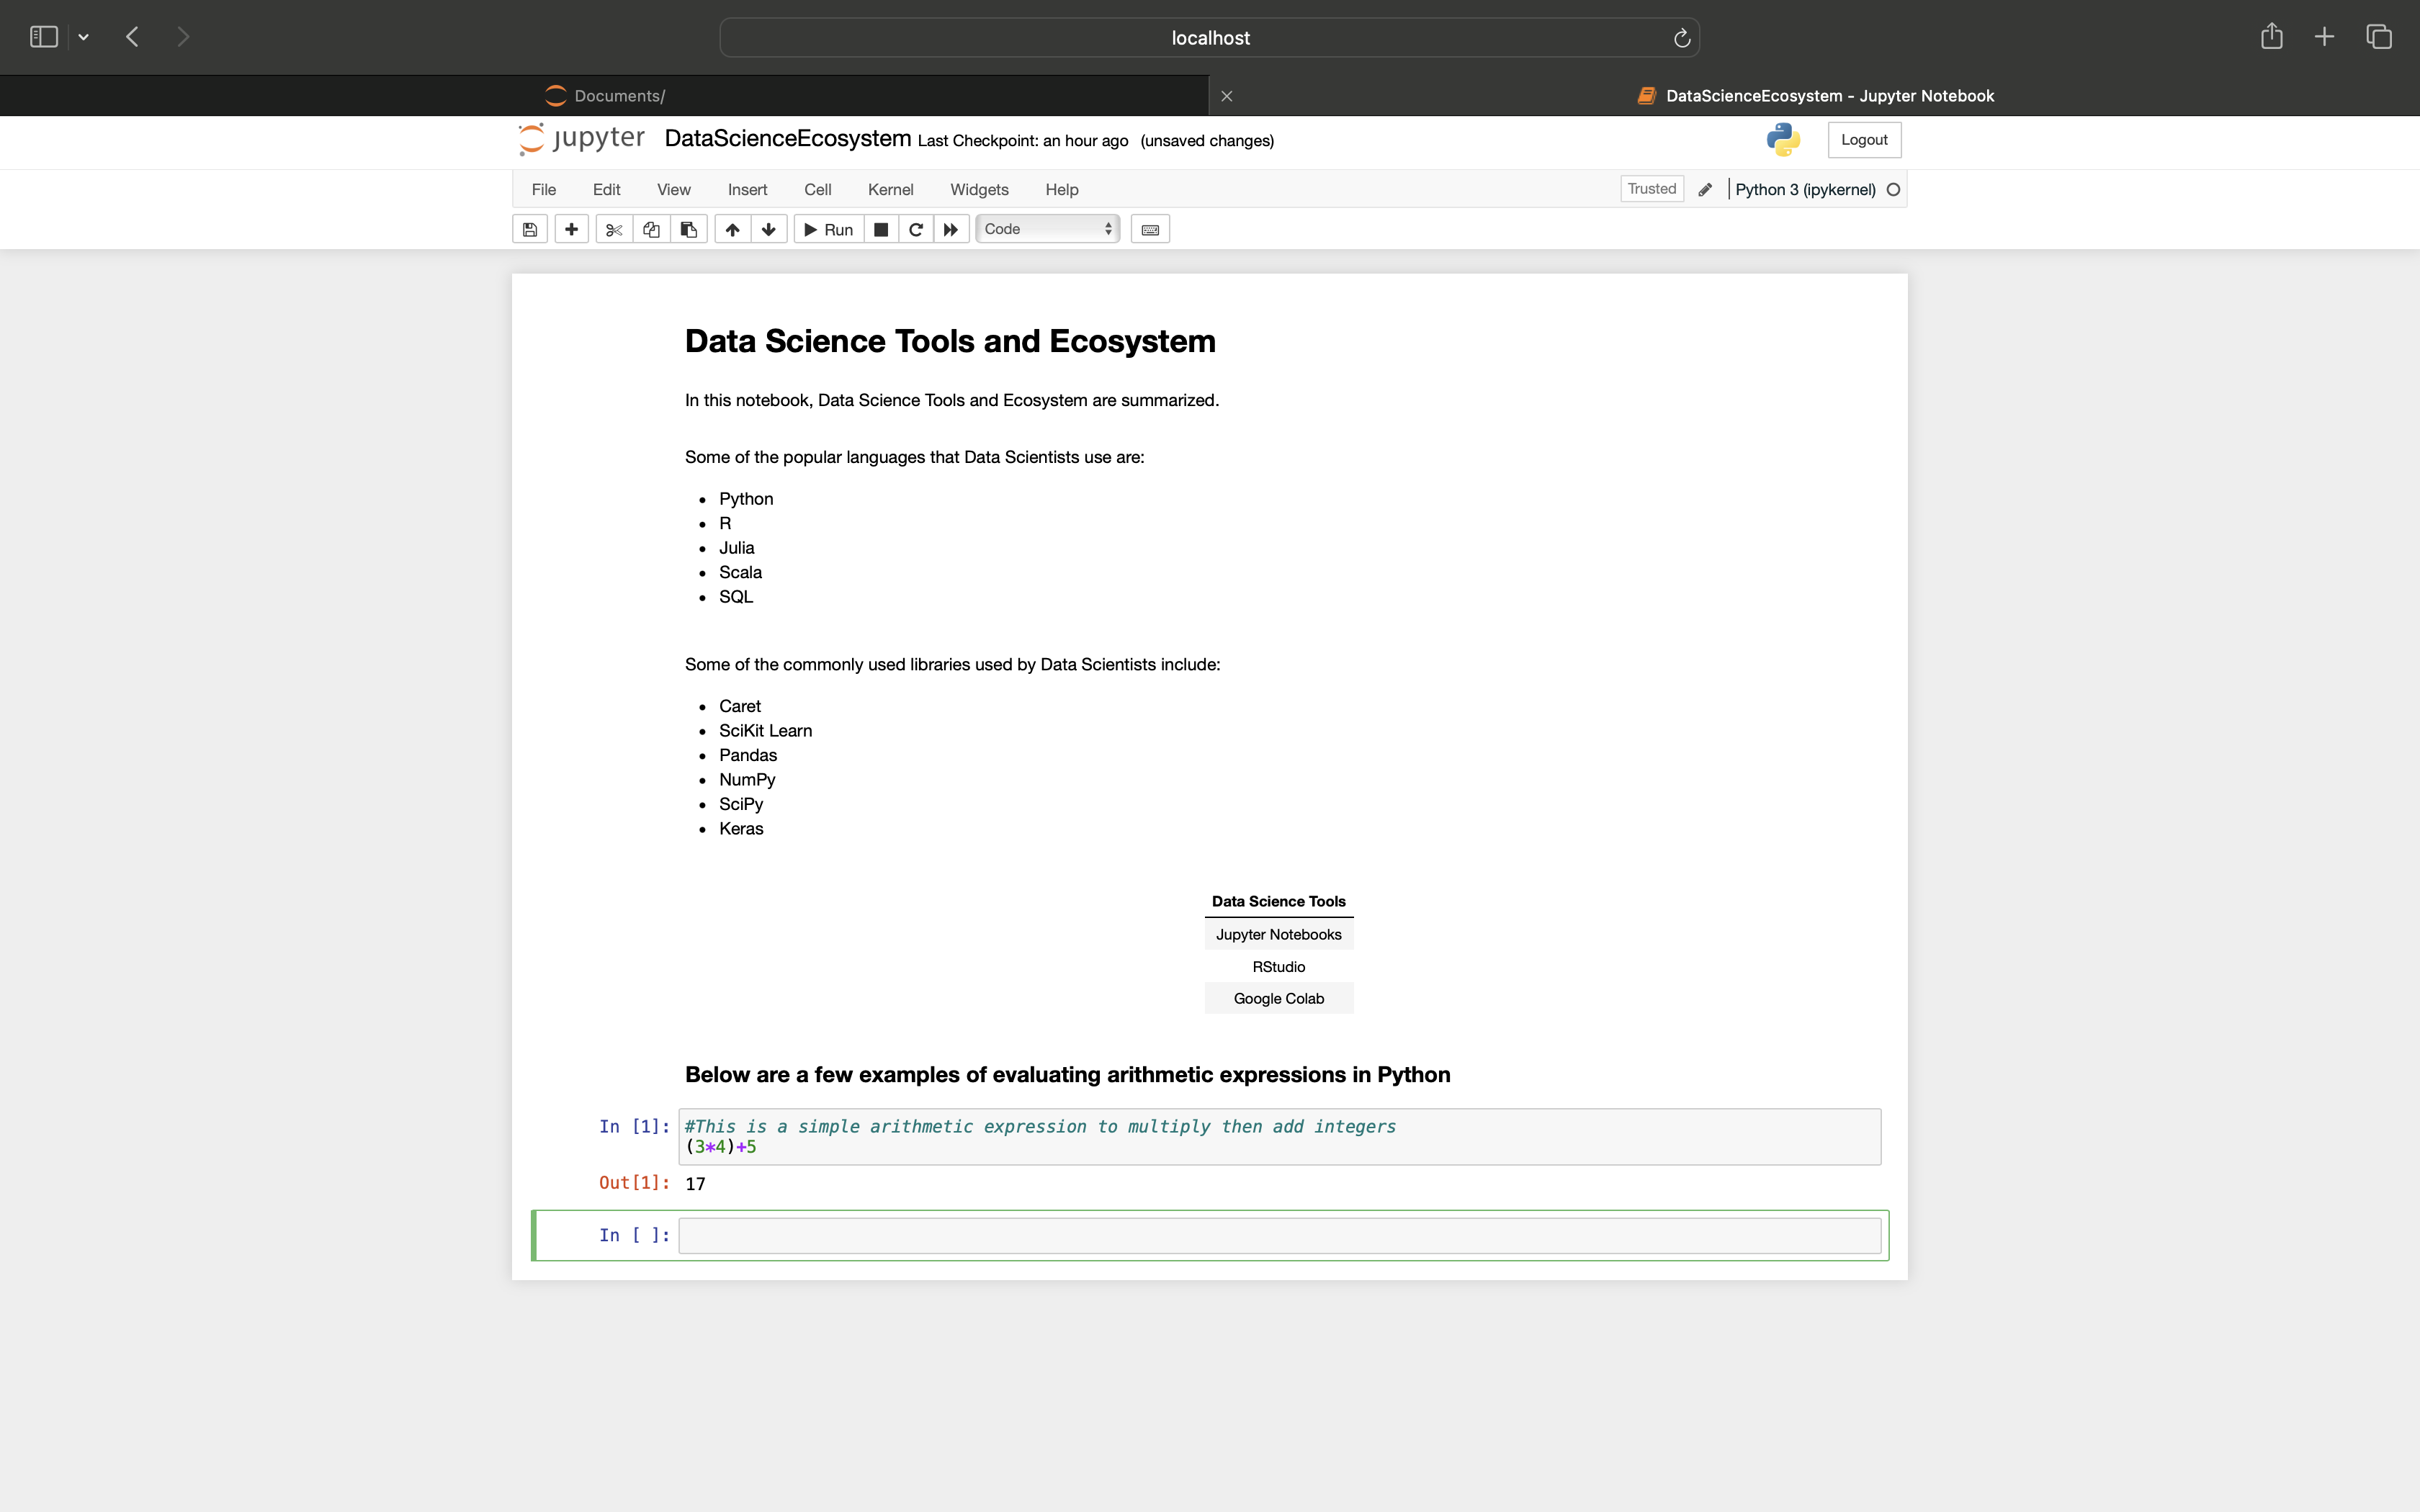 localhost
Documents/
DataScienceEcosystem - Jupyter Notebook
jupyter DataScienceEcosystem Last Checkpoint: an hour ago (unsaved changes)
Logout
File Edit View Insert Cell Kernel Widgets Help
Trusted Python 3 (ipykernel)
Run Code
Data Science Tools and Ecosystem
In this notebook, Data Science Tools and Ecosystem are summarized.
Some of the popular languages that Data Scientists use are:
• Python
• R
• Julia
• Scala
• SQL
Some of the commonly used libraries used by Data Scientists include:
• Caret
• SciKit Learn
• Pandas
• NumPy
• SciPy
• Keras
Data Science Tools
Jupyter Notebooks
RStudio
Google Colab
Below are a few examples of evaluating arithmetic expressions in Python
In [1]: #This is a simple arithmetic expression to multiply then add integers
(3*4)+5
Out[1]: 17
In [ ]: